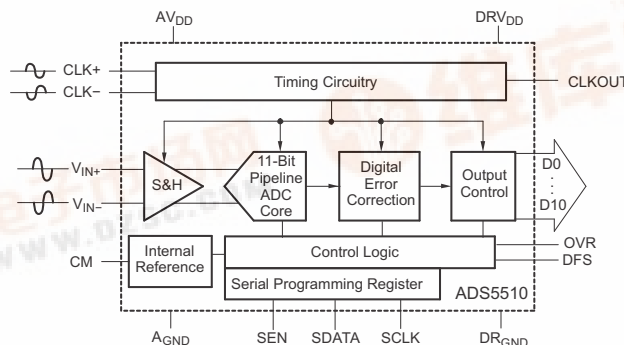 AVDD
DRVDD
CLK+
CLK−
Timing Circuitry
CLKOUT
VIN+
VIN−
S&H
11-Bit
Pipeline
ADC
Core
Digital
Error
Correction
Output
Control
D0
D10
CM
Internal
Reference
Control Logic
OVR
DFS
Serial Programming Register
ADS5510
AGND
SEN
SDATA
SCLK
DRGND